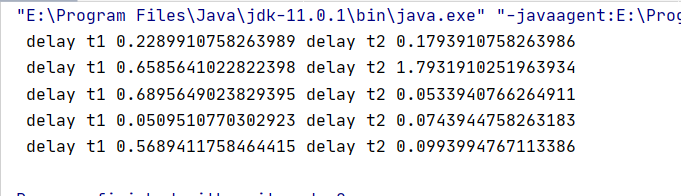 "E:\Program Files\Java\jdk-11.0.1\bin\java.exe" "-javaagent:E:\Prog
delay t1 0.2289910758263989 delay t2 0.1793910758263986
delay t1 0.6585641022822398 delay t2 1.7931910251963934
delay t1 0.6895649023829395 delay t2 0.0533940766264911
delay t1 0.0509510770302923 delay t2 0.0743944758263183
delay t1 0.5689411758464415 delay t2 0.0993994767113386